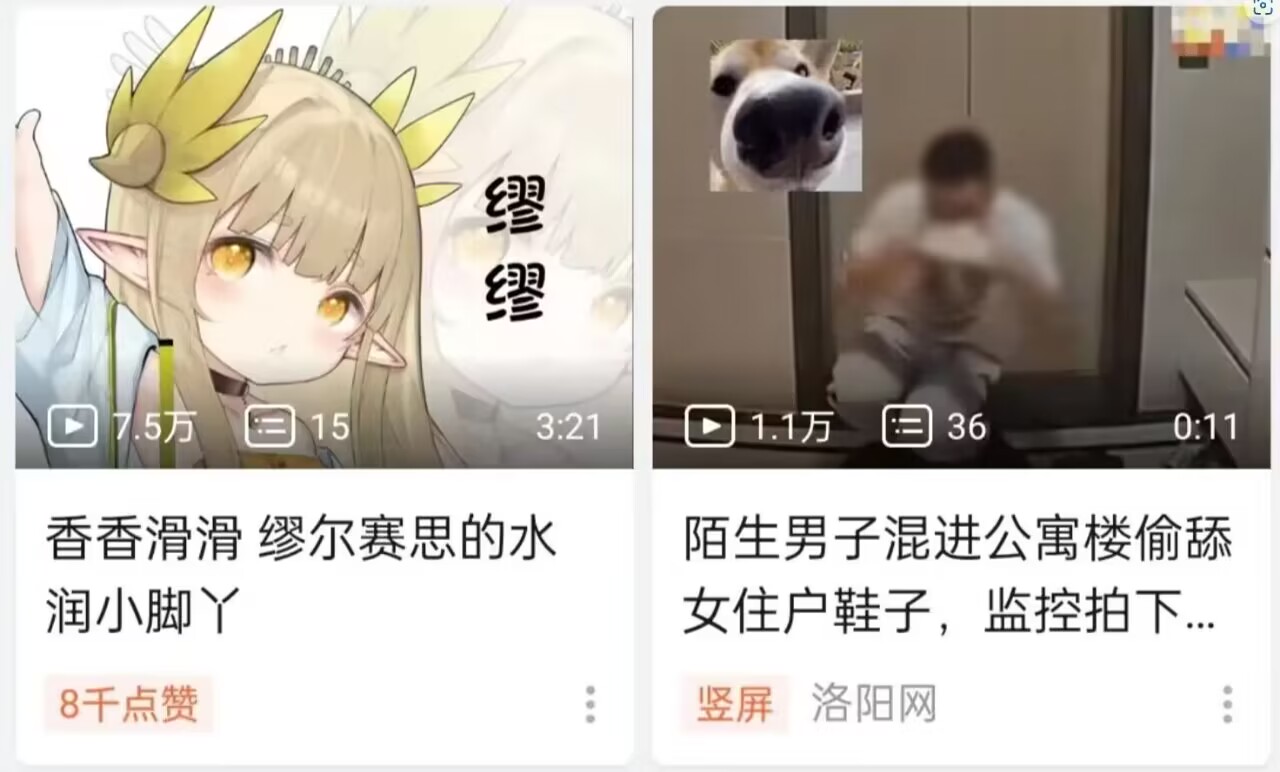 缪
缪
7.5万 15 3:21
香香滑滑 缪尔赛思的水
润小脚丫
8千点赞
1.1万 36 0:11
陌生男子混进公寓楼偷舔
女住户鞋子，监控拍下...
竖屏 洛阳网